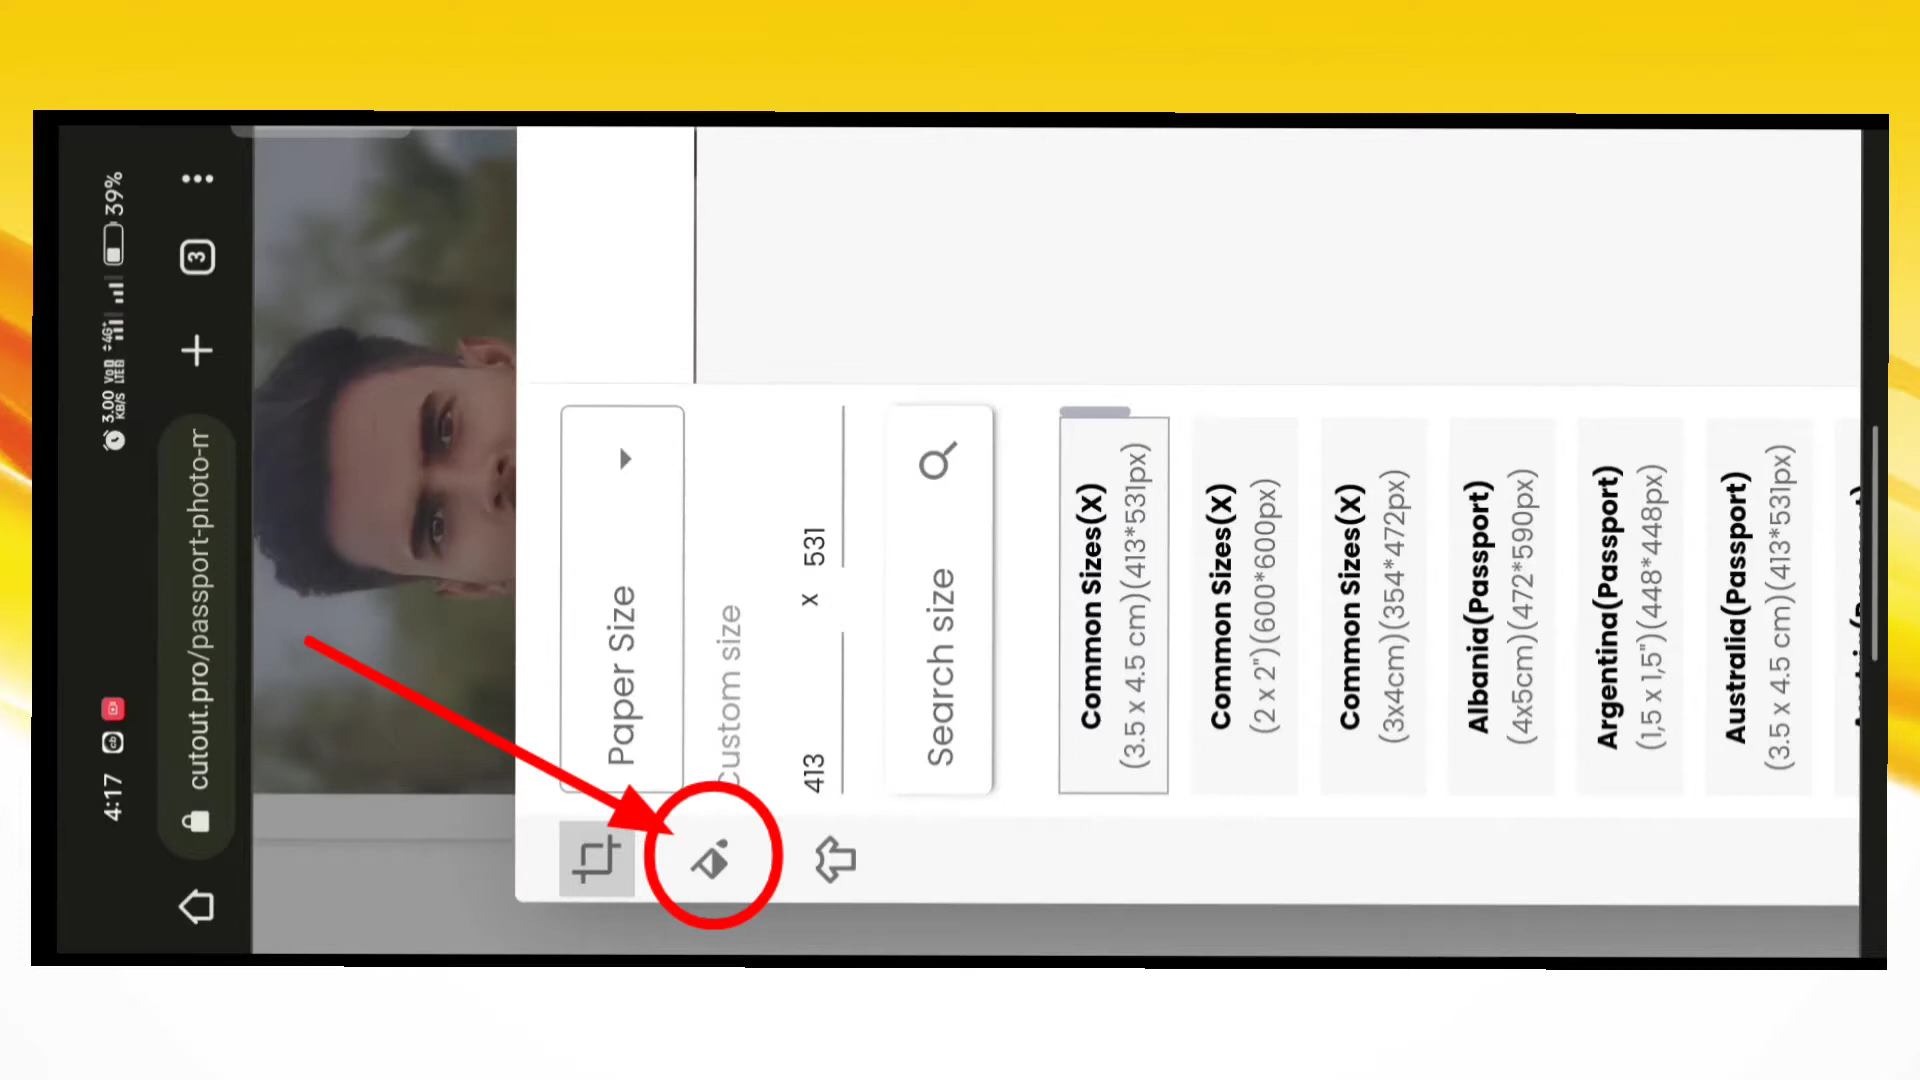 4:17
3.00 KB/S
VoD LTE
4G+
39%
cutout.pro/passport-photo-m
3
Paper Size
Custom size
413 x 531
Search size
Common Sizes(X)
(3.5 x 4.5 cm)(413*531px)
Common Sizes(X)
(2 x 2")(600*600px)
Common Sizes(X)
(3x4cm)(354*472px)
Albania(Passport)
(4x5cm)(472*590px)
Argentina(Passport)
(1,5 x 1,5")(448*448px)
Australia(Passport)
(3.5 x 4.5 cm)(413*531px)